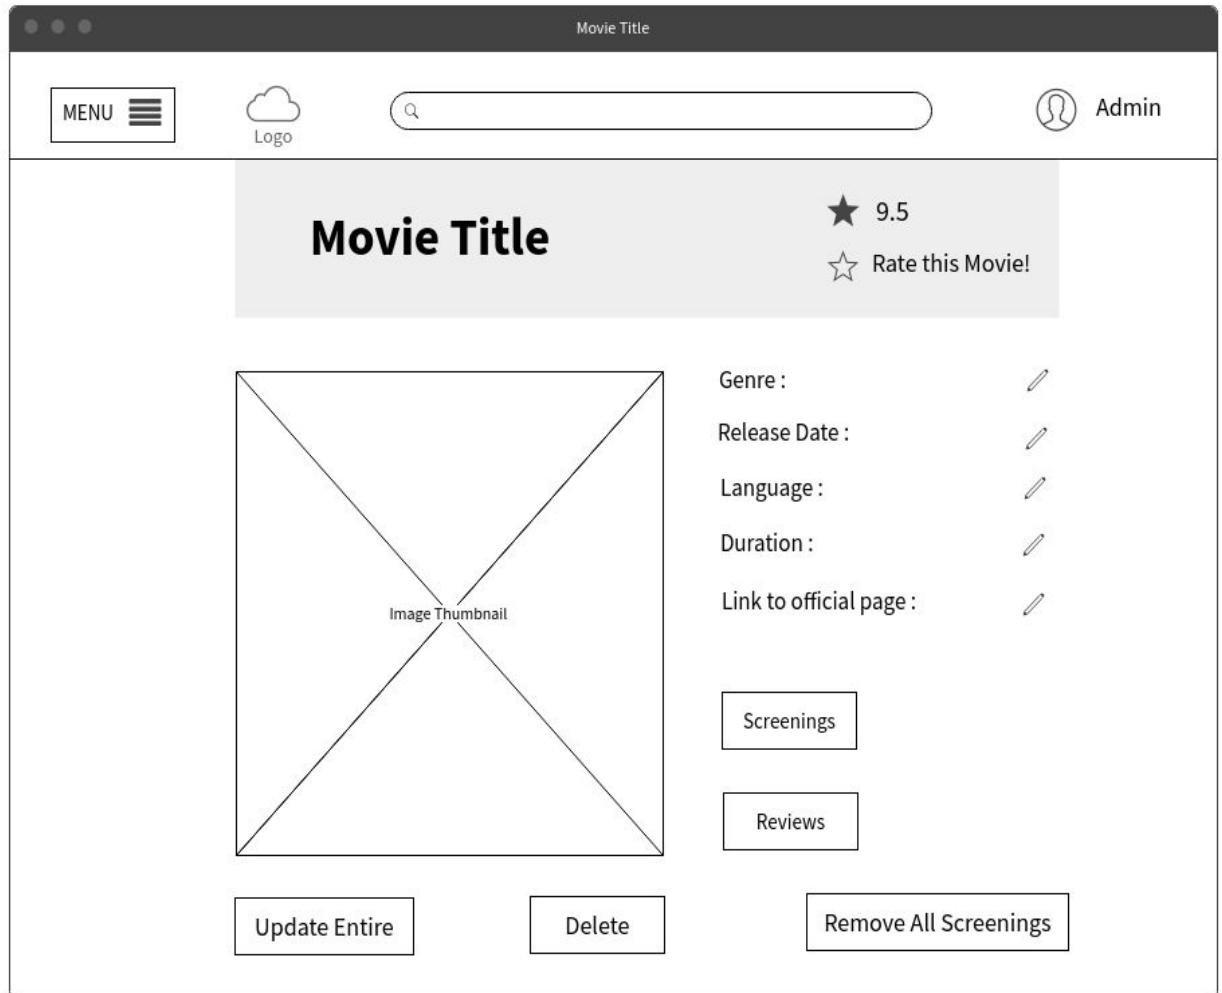 Movie Title
MENU
Logo
Admin
Movie Title
9.5
Rate this Movie!
Genre :
Release Date :
Language :
Duration :
Link to official page :
Image Thumbnail
Screenings
Reviews
Update Entire
Delete
Remove All Screenings